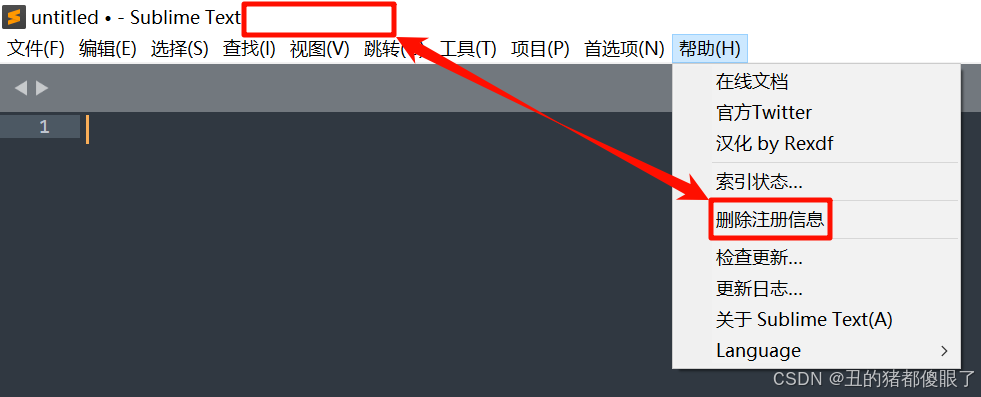 untitled • - Sublime Text
文件(F) 编辑(E) 选择(S) 查找(I) 视图(V) 跳转( 工具(T) 项目(P) 首选项(N) 帮助(H)
1
在线文档
官方Twitter
汉化 by Rexdf
索引状态...
删除注册信息
检查更新...
更新日志...
关于 Sublime Text(A)
Language
CSDN @丑的猪都傻眼了